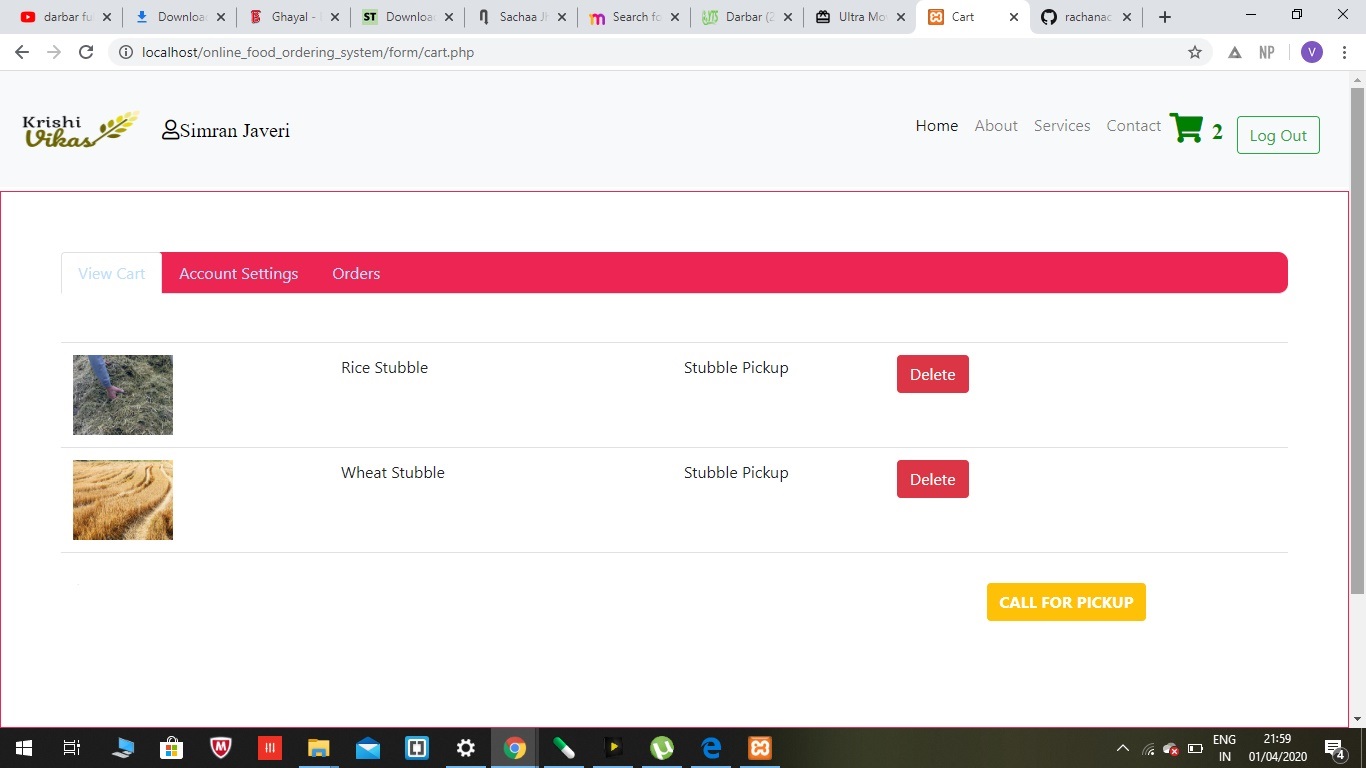 darbar fu
Downloa
Ghayal -
ST Downloa
Sachaa Jh
Search fo
Darbar (2
Ultra Mo
Cart
rachanac
localhost/online_food_ordering_system/form/cart.php
NP
V
Krishi
Vikas
Simran Javeri
Home About Services Contact 2 Log Out
View Cart Account Settings Orders
Rice Stubble Stubble Pickup Delete
Wheat Stubble Stubble Pickup Delete
CALL FOR PICKUP
ENG
IN
21:59
01/04/2020
4